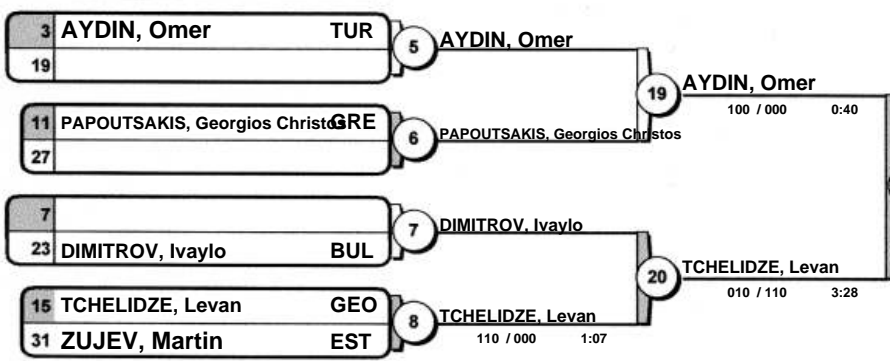 3 AYDIN, Omer TUR
19
5 AYDIN, Omer
11 PAPOUTSAKIS, Georgios Christos GRE
27
6 PAPOUTSAKIS, Georgios Christos
19 AYDIN, Omer
100 / 000 0:40
7
23 DIMITROV, Ivaylo BUL
7 DIMITROV, Ivaylo
15 TCHELIDZE, Levan GEO
31 ZUJEV, Martin EST
8 TCHELIDZE, Levan
110 / 000 1:07
20 TCHELIDZE, Levan
010 / 110 3:28